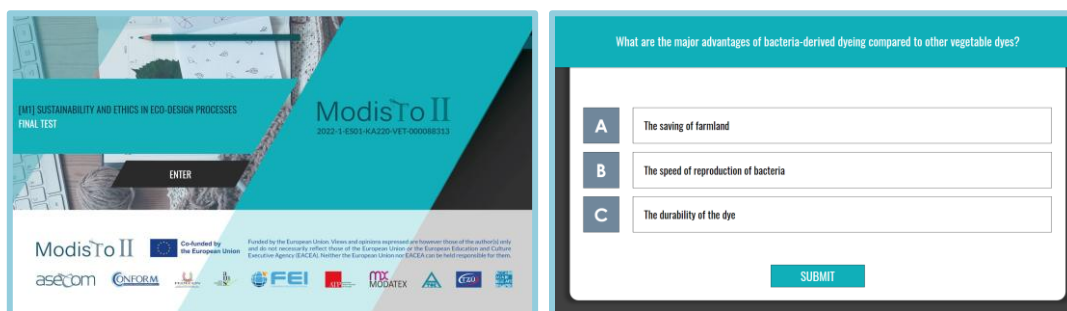 [M1] SUSTAINABILITY AND ETHICS IN ECO-DESIGN PROCESSES
FINAL TEST
ENTER
ModisTo II
2022-1-ES01-KA220-VET-000088313
ModisTo II
Co-funded by
the European Union
Funded by the European Union. Views and opinions expressed are however those of the author(s) only
and do not necessarily reflect those of the European Union or the European Education and Culture
Executive Agency (EACEA). Neither the European Union nor EACEA can be held responsible for them.
asecom
CONFORM
FEI
MODATEX
What are the major advantages of bacteria-derived dyeing compared to other vegetable dyes?
A
The saving of farmland
B
The speed of reproduction of bacteria
C
The durability of the dye
SUBMIT